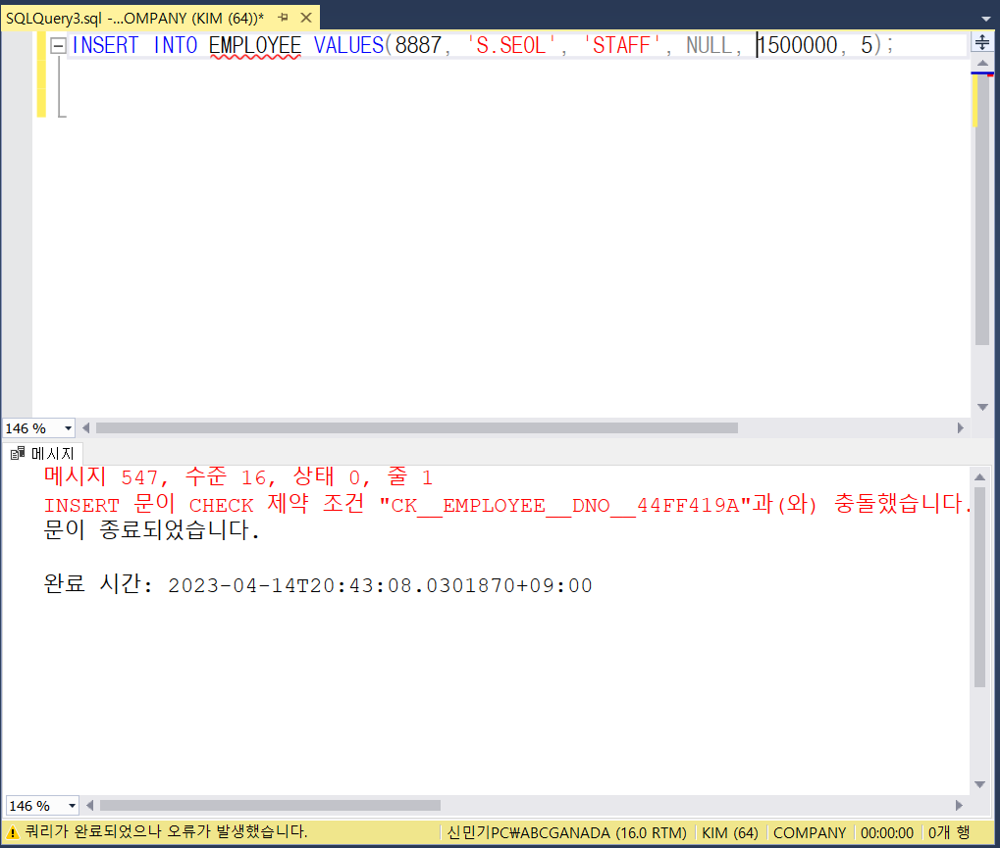 SQLQuery3.sql -...OMPANY (KIM (64))*
INSERT INTO EMPLOYEE VALUES(8887, 'S.SEOL', 'STAFF', NULL, 1500000, 5);
146 %
메시지
메시지 547, 수준 16, 상태 0, 줄 1
INSERT 문이 CHECK 제약 조건 "CK__EMPLOYEE__DNO__44FF419A"과(와) 충돌했습니다.
문이 종료되었습니다.
완료 시간: 2023-04-14T20:43:08.0301870+09:00
146 %
쿼리가 완료되었으나 오류가 발생했습니다. 신민기PC₩ABCGANADA (16.0 RTM) KIM (64) COMPANY 00:00:00 0개 행